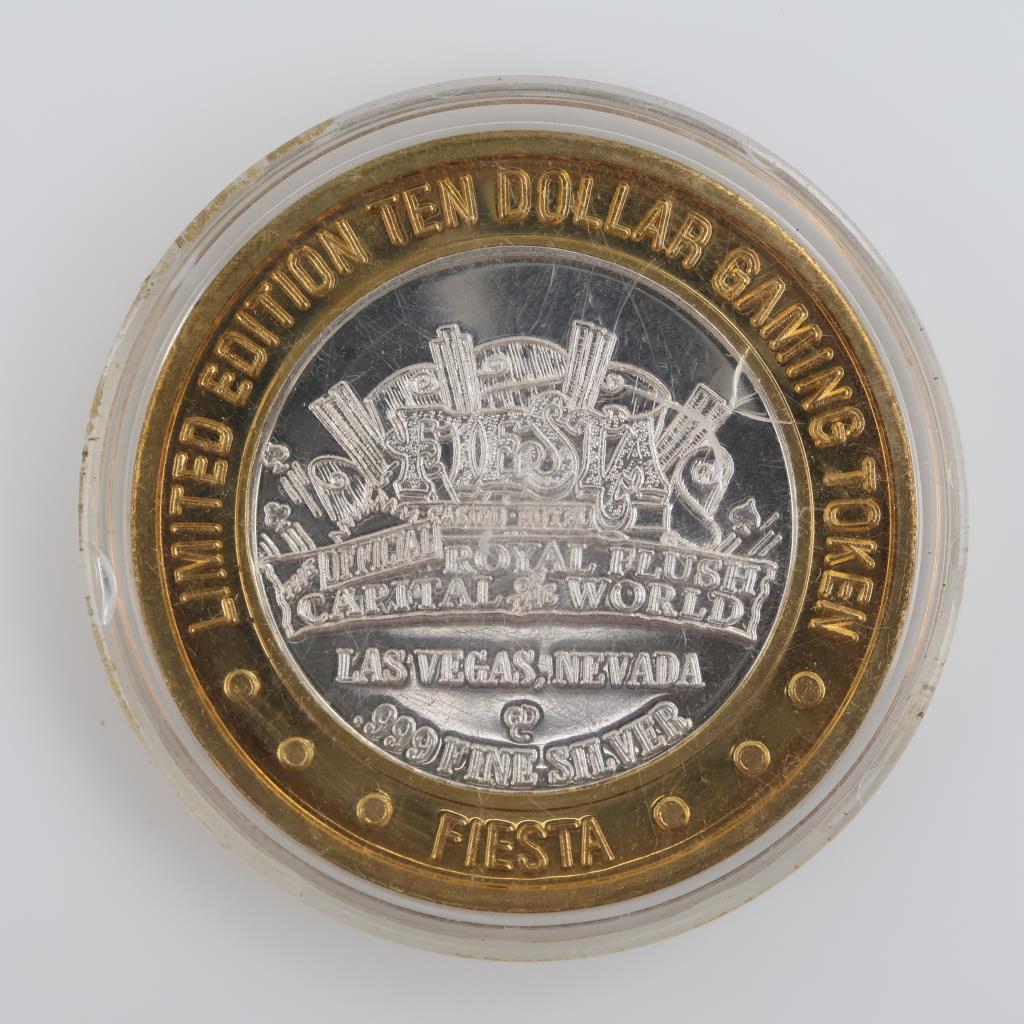 LIMITED EDITION TEN DOLLAR GAMING TOKEN
FIESTA
CASINO HOTEL
THE OFFICIAL ROYAL FLUSH
CAPITAL OF THE WORLD
LAS VEGAS, NEVADA
.999 FINE SILVER
FIESTA